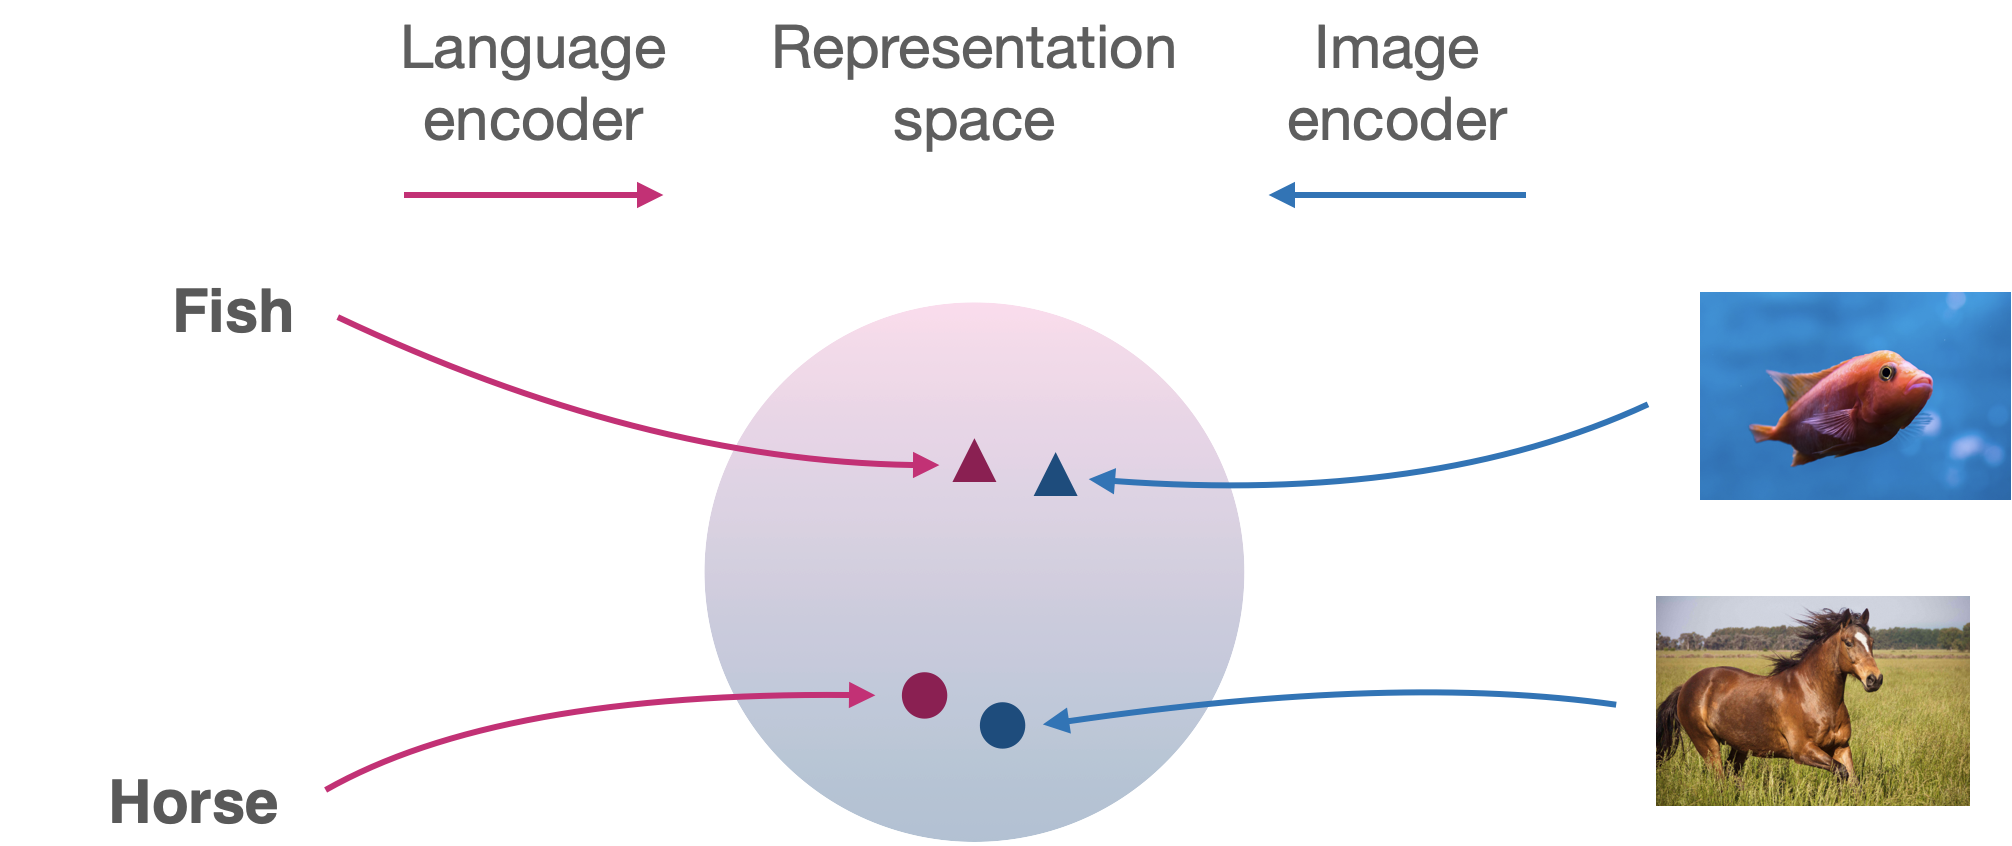 Language
encoder
Representation
space
Image
encoder
Fish
Horse